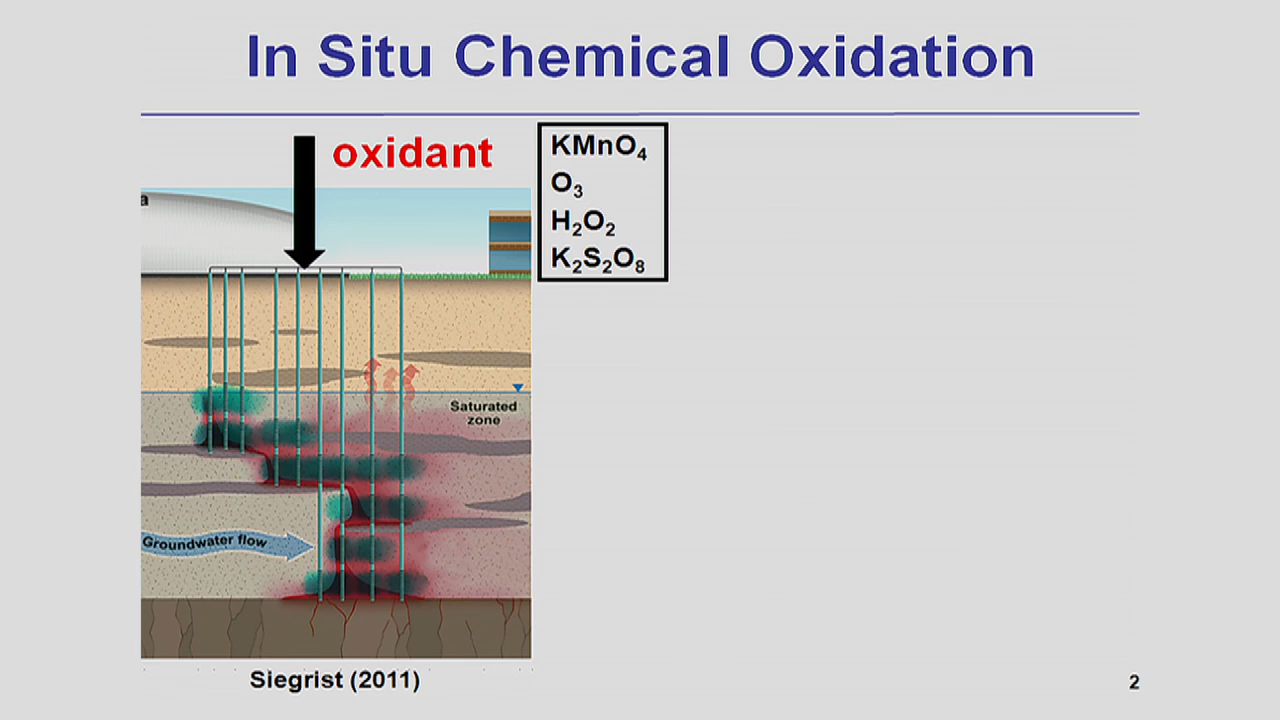 In Situ Chemical Oxidation
oxidant
KMnO₄
O₃
H₂O₂
K₂S₂O₈
a
Saturated
zone
Groundwater flow
Siegrist (2011)
2